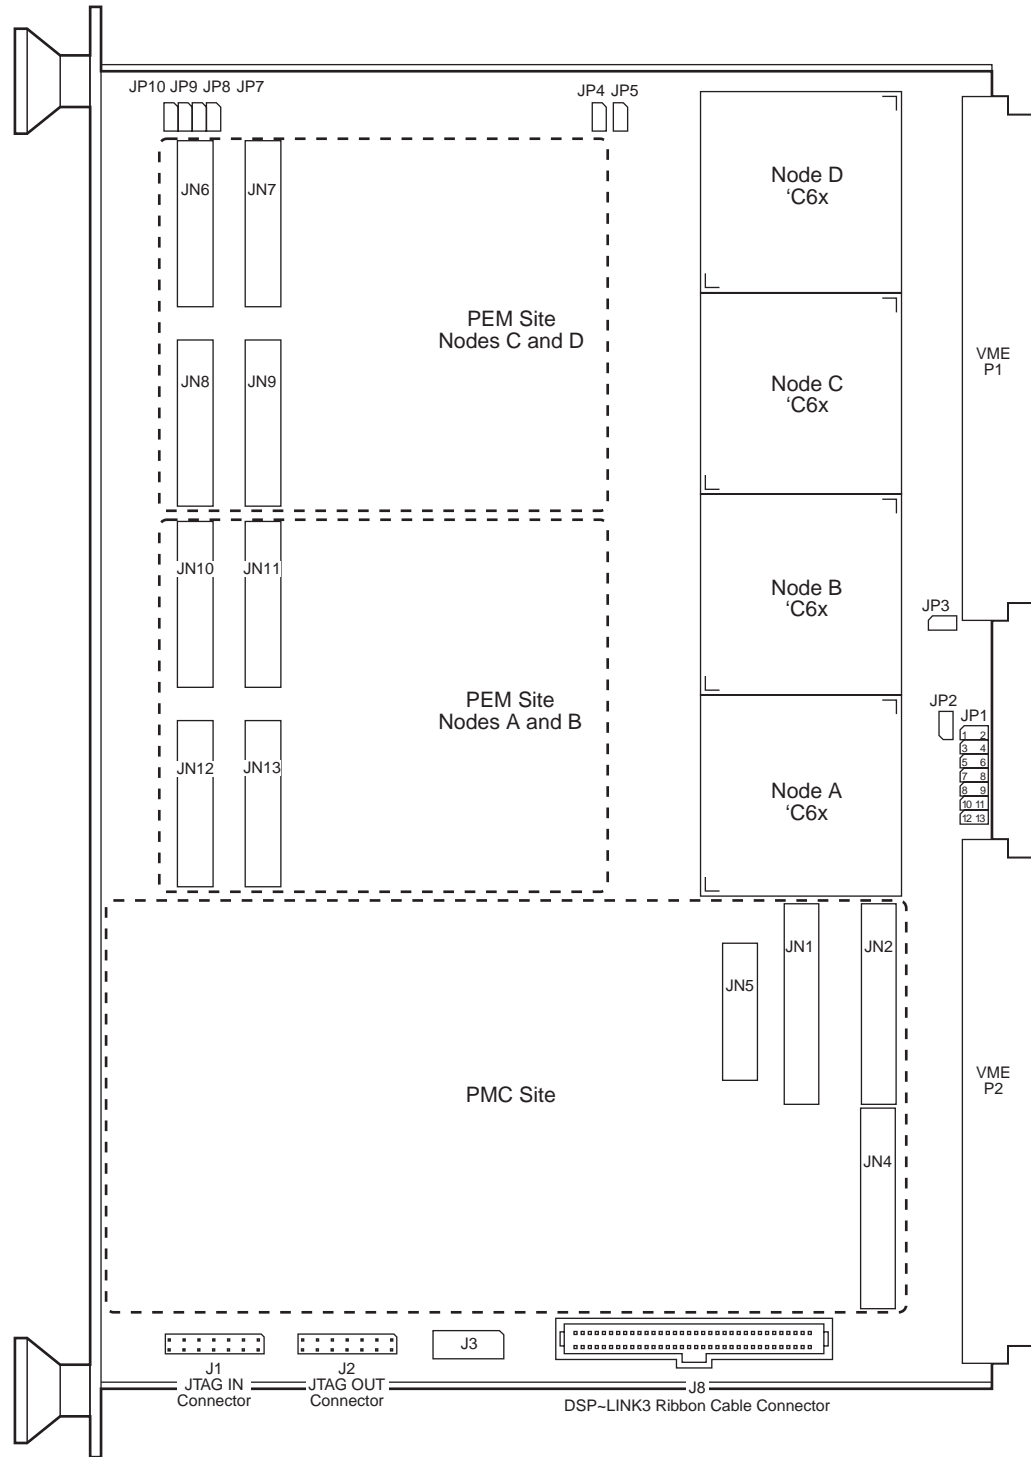 JP10 JP9 JP8 JP7
JP4 JP5
JN6 JN7
Node D
‘C6x
PEM Site
Nodes C and D
VME
P1
JN8 JN9
Node C
‘C6x
JN10 JN11
Node B
‘C6x
JP3
PEM Site
Nodes A and B
JP2
JP1
1 2
3 4
5 6
7 8
8 9
10 11
12 13
JN12 JN13
Node A
‘C6x
JN1 JN2
JN5
PMC Site
VME
P2
JN4
J3
J1
JTAG IN
Connector
J2
JTAG OUT
Connector
J8
DSP~LINK3 Ribbon Cable Connector